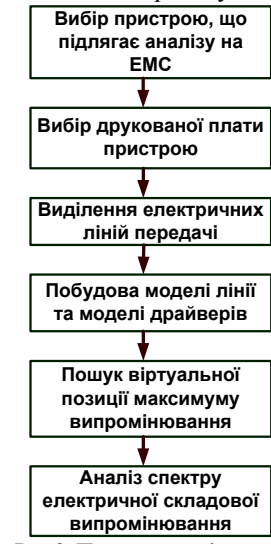 Вибір пристрою, що
підлягає аналізу на
ЕМС
Вибір друкованої плати
пристрою
Виділення електричних
ліній передачі
Побудова моделі лінії
та моделі драйверів
Пошук віртуальної
позиції максимуму
випромінювання
Аналіз спектру
електричної складової
випромінювання